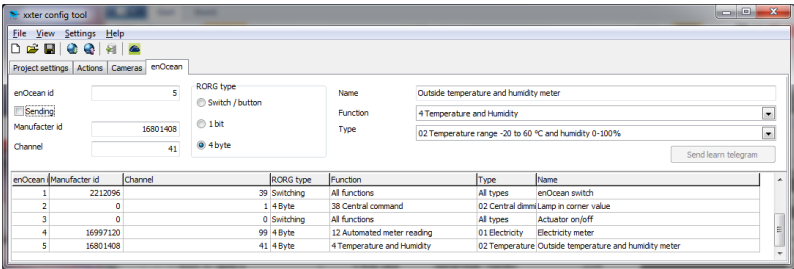 xxter config tool
File View Settings Help
Project settings Actions Cameras enOcean
enOcean id 5
Sending
Manufacter id 16801408
Channel 41
RORG type
Switch / button
1 bit
4 byte
Name Outside temperature and humidity meter
Function 4 Temperature and Humidity
Type 02 Temperature range -20 to 60 ºC and humidity 0-100%
Send learn telegram
enOcean i Manufacter id Channel RORG type Function Type Name
1 2212096 39 Switching All functions All types enOcean switch
2 0 1 4 Byte 38 Central command 02 Central dimmi Lamp in corner value
3 0 0 Switching All functions All types Actuator on/off
4 16997120 99 4 Byte 12 Automated meter reading 01 Electricity Electricity meter
5 16801408 41 4 Byte 4 Temperature and Humidity 02 Temperature Outside temperature and humidity meter